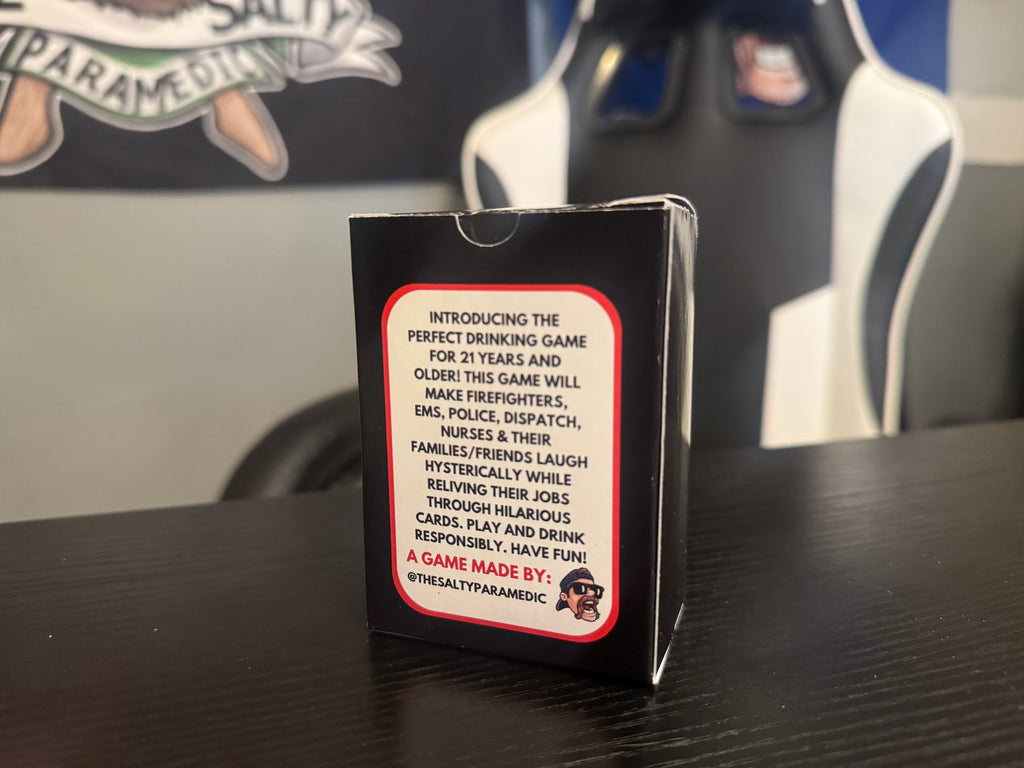 SALTY
PARAMEDIC
INTRODUCING THE
PERFECT DRINKING GAME
FOR 21 YEARS AND
OLDER! THIS GAME WILL
MAKE FIREFIGHTERS,
EMS, POLICE, DISPATCH,
NURSES & THEIR
FAMILIES/FRIENDS LAUGH
HYSTERICALLY WHILE
RELIVING THEIR JOBS
THROUGH HILARIOUS
CARDS. PLAY AND DRINK
RESPONSIBLY. HAVE FUN!
A GAME MADE BY:
@THESALTYPARAMEDIC